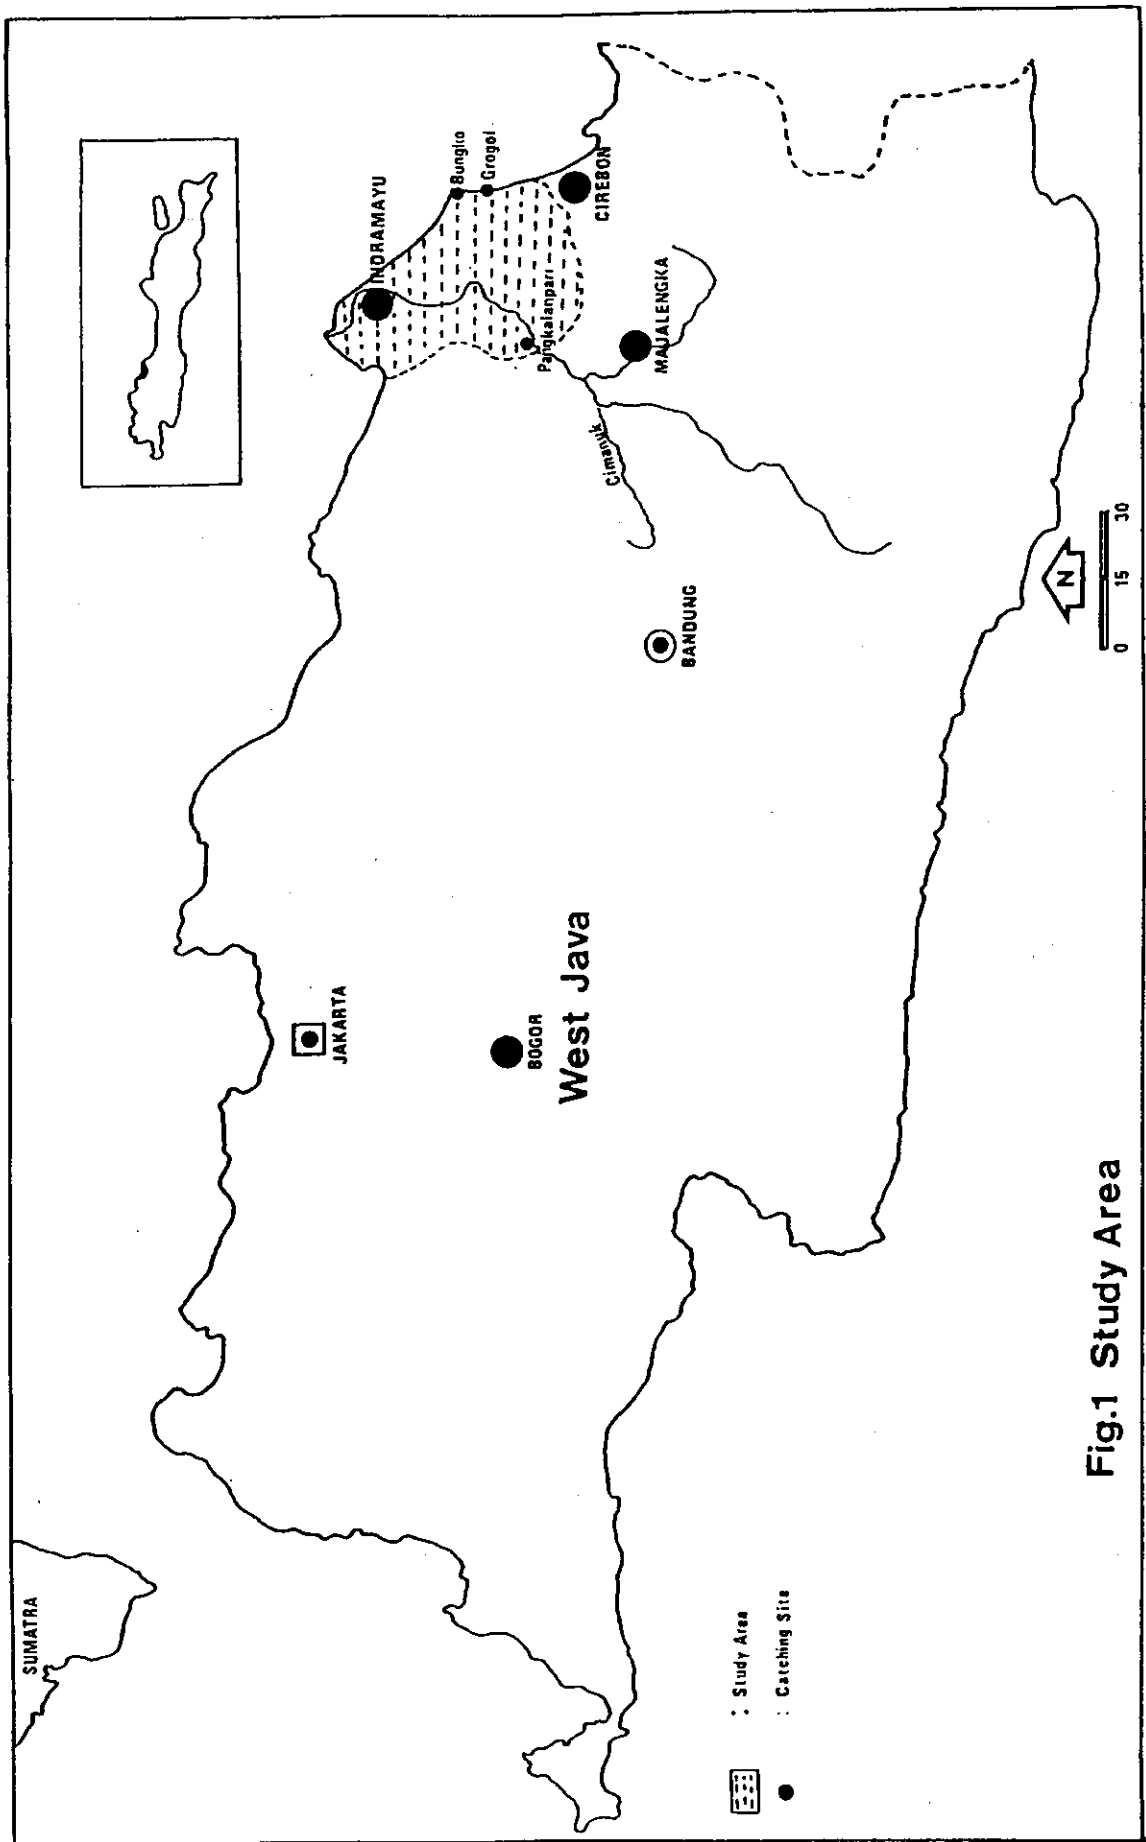 SUMATRA
JAKARTA
BOGOR
West Java
BANDUNG
INDRAMAYU
Bungko
Grogol
CIREBON
Pangkalanpari
MAJALENGKA
Cimanuk
: Study Area
: Catching Site
N
0 15 30
Fig.1 Study Area